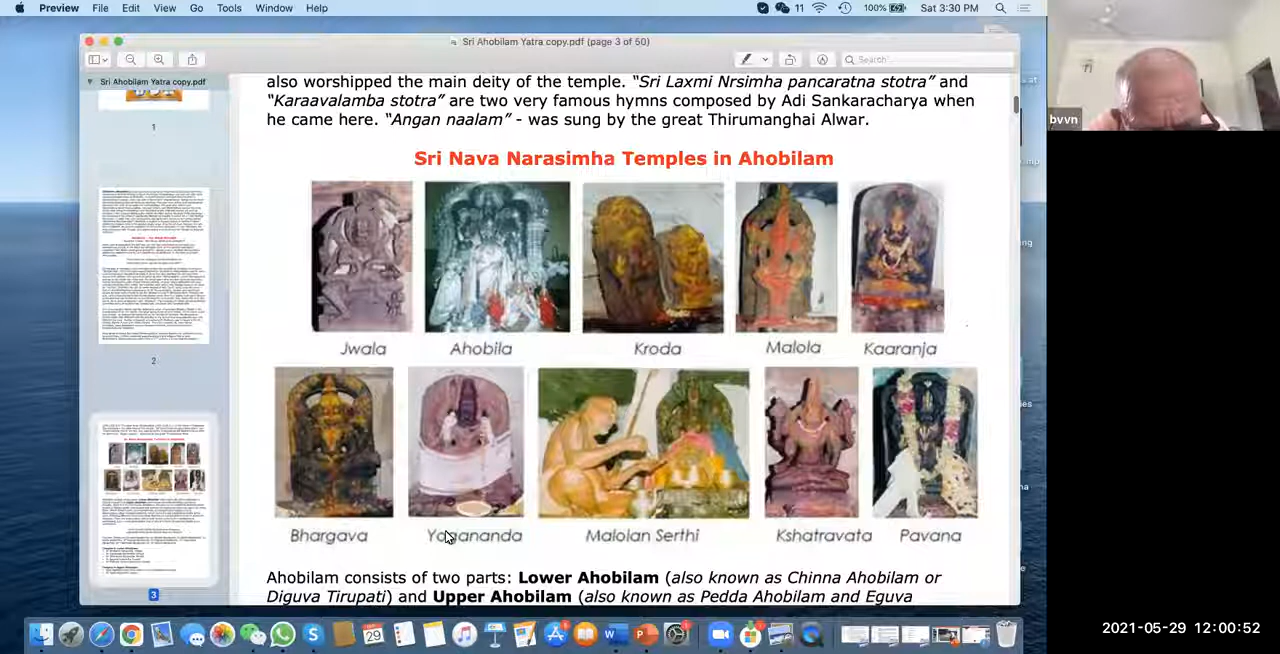 Preview File Edit View Go Tools Window Help 11 100% Sat 3:30 PM
Sri Ahobilam Yatra copy.pdf (page 3 of 50)
Search
Sri Ahobilam Yatra copy.pdf
1
2
3
also worshipped the main deity of the temple. “Sri Laxmi Nrsimha pancaratna stotra” and
“Karaavalamba stotra” are two very famous hymns composed by Adi Sankaracharya when
he came here. “Angan naalam” - was sung by the great Thirumanghai Alwar.
Sri Nava Narasimha Temples in Ahobilam
Jwala Ahobila Kroda Malola Kaaranja
Bhargava Malolan Serthi Kshatravata Pavana
Ahobilam consists of two parts: Lower Ahobilam (also known as Chinna Ahobilam or
Diguva Tirupati) and Upper Ahobilam (also known as Pedda Ahobilam and Eguva
bvvn
29
2021-05-29 12:00:52